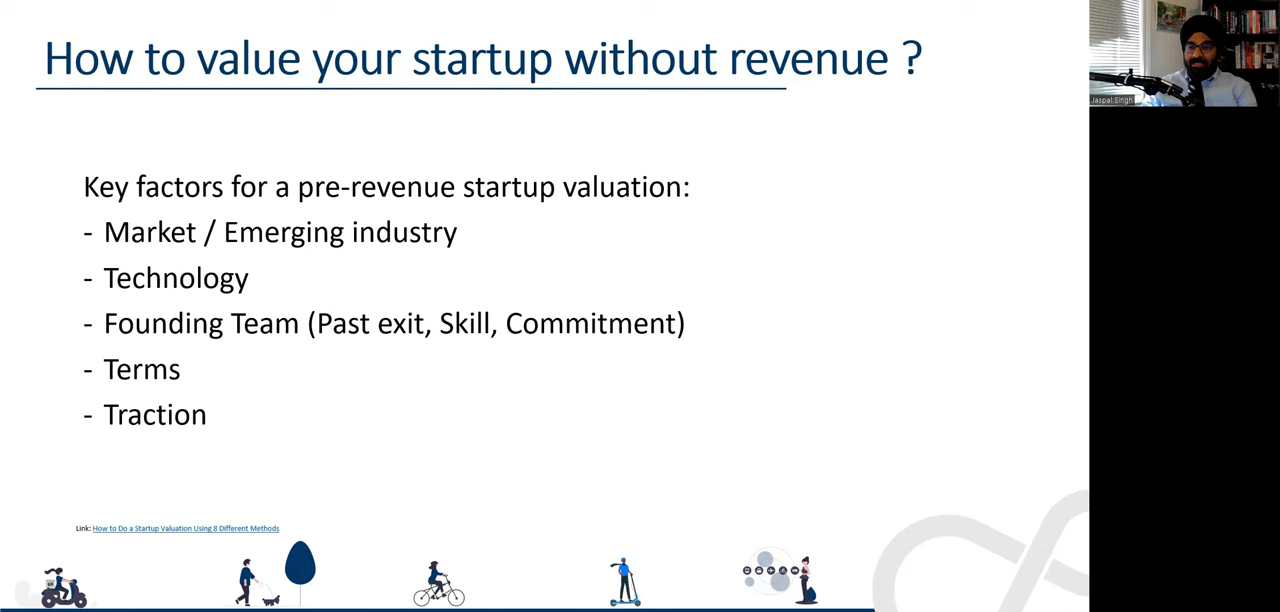 How to value your startup without revenue ?
Jaspal Singh
Key factors for a pre-revenue startup valuation:
- Market / Emerging industry
- Technology
- Founding Team (Past exit, Skill, Commitment)
- Terms
- Traction
Link: How to Do a Startup Valuation Using 8 Different Methods